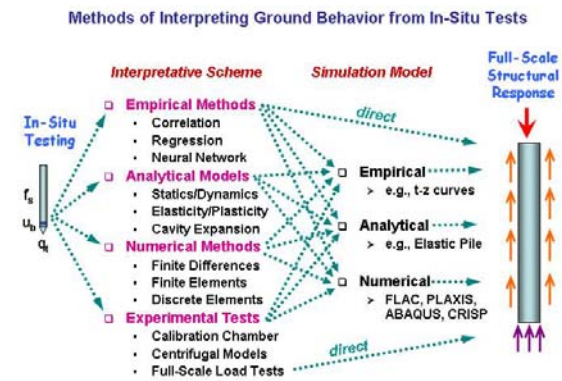 Methods of Interpreting Ground Behavior from In-Situ Tests
Interpretative Scheme
Simulation Model
Full-Scale
Structural
Response
In-Situ
Testing
fs
ub
qt
Empirical Methods
• Correlation
• Regression
• Neural Network
Analytical Models
• Statics/Dynamics
• Elasticity/Plasticity
• Cavity Expansion
Numerical Methods
• Finite Differences
• Finite Elements
• Discrete Elements
Experimental Tests
• Calibration Chamber
• Centrifugal Models
• Full-Scale Load Tests
direct
Empirical
➢ e.g., t-z curves
Analytical
➢ e.g., Elastic Pile
Numerical
➢ FLAC, PLAXIS,
ABAQUS, CRISP
direct